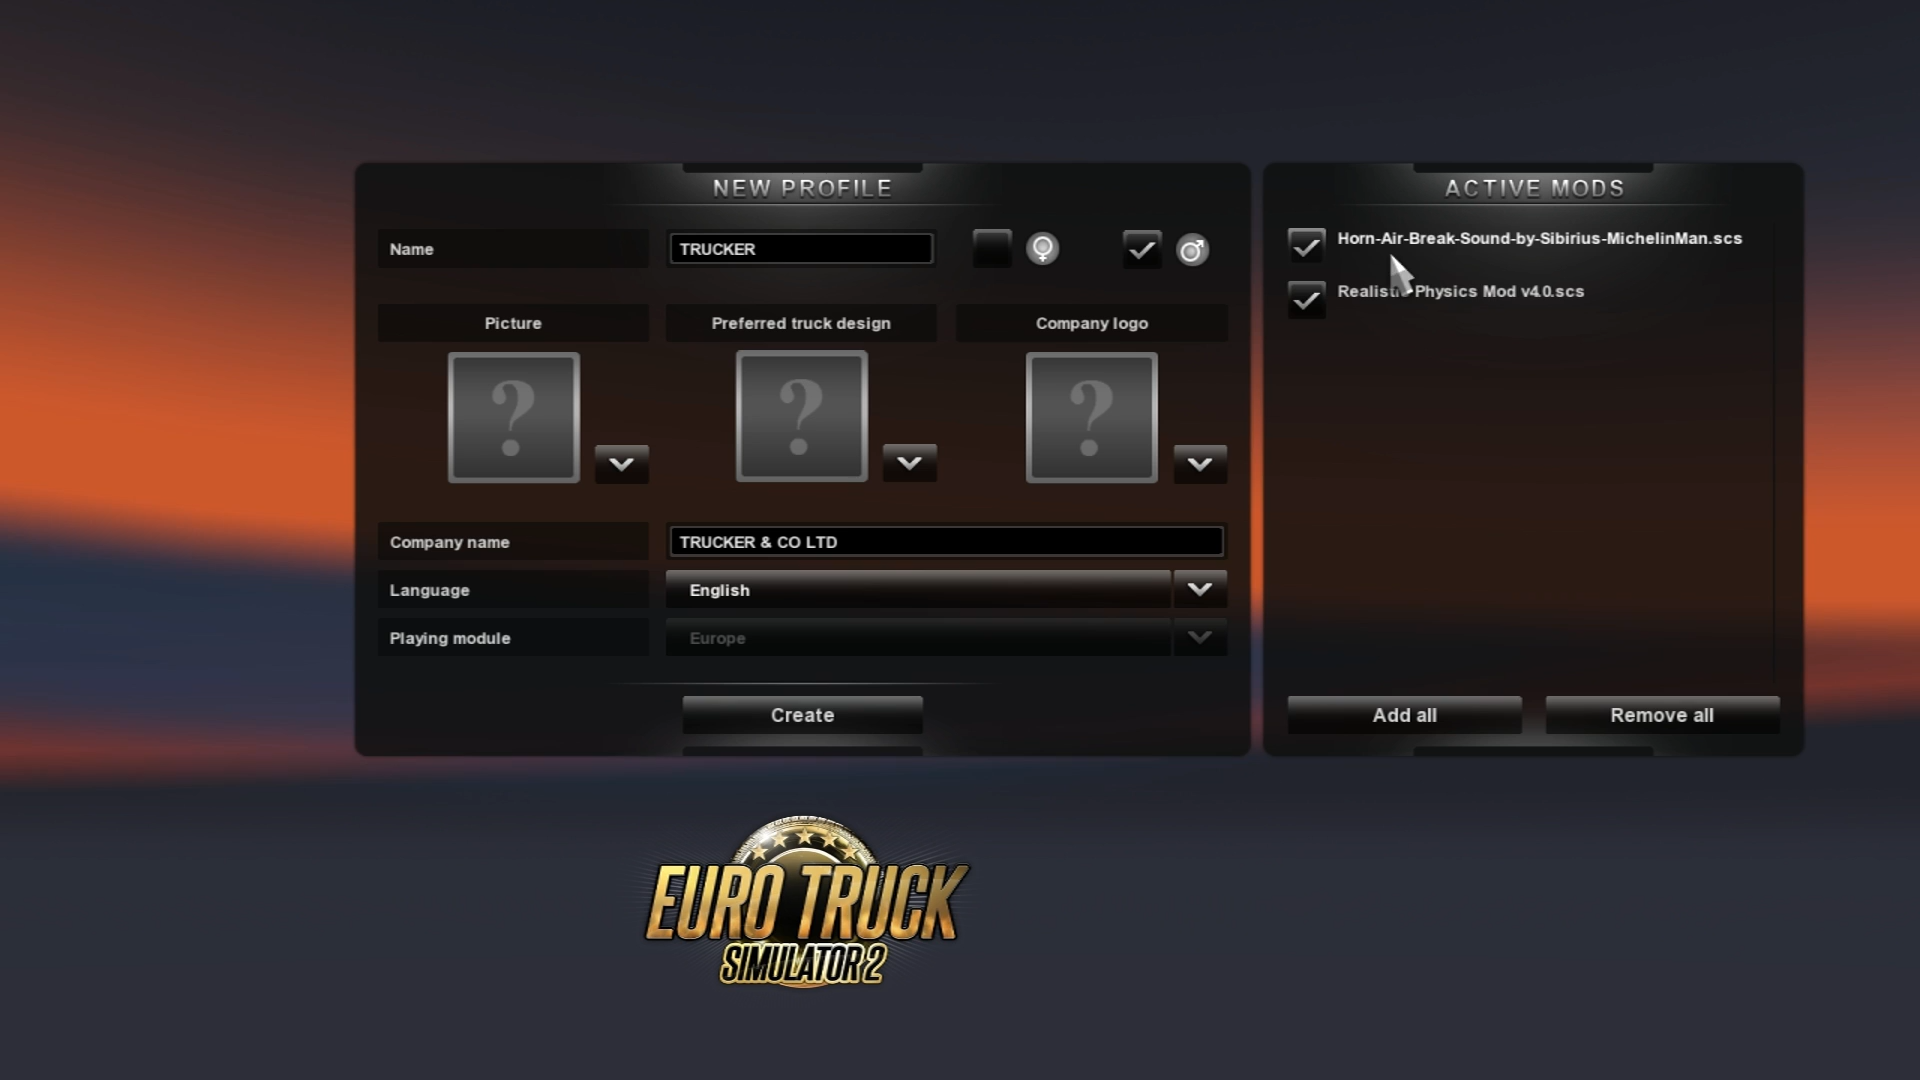 NEW PROFILE
Name
TRUCKER
Picture
Preferred truck design
Company logo
?
?
?
Company name
TRUCKER & CO LTD
Language
English
Playing module
Europe
Create
ACTIVE MODS
Horn-Air-Break-Sound-by-Sibirius-MichelinMan.scs
Realistic Physics Mod v4.0.scs
Add all
Remove all
EURO TRUCK
SIMULATOR 2